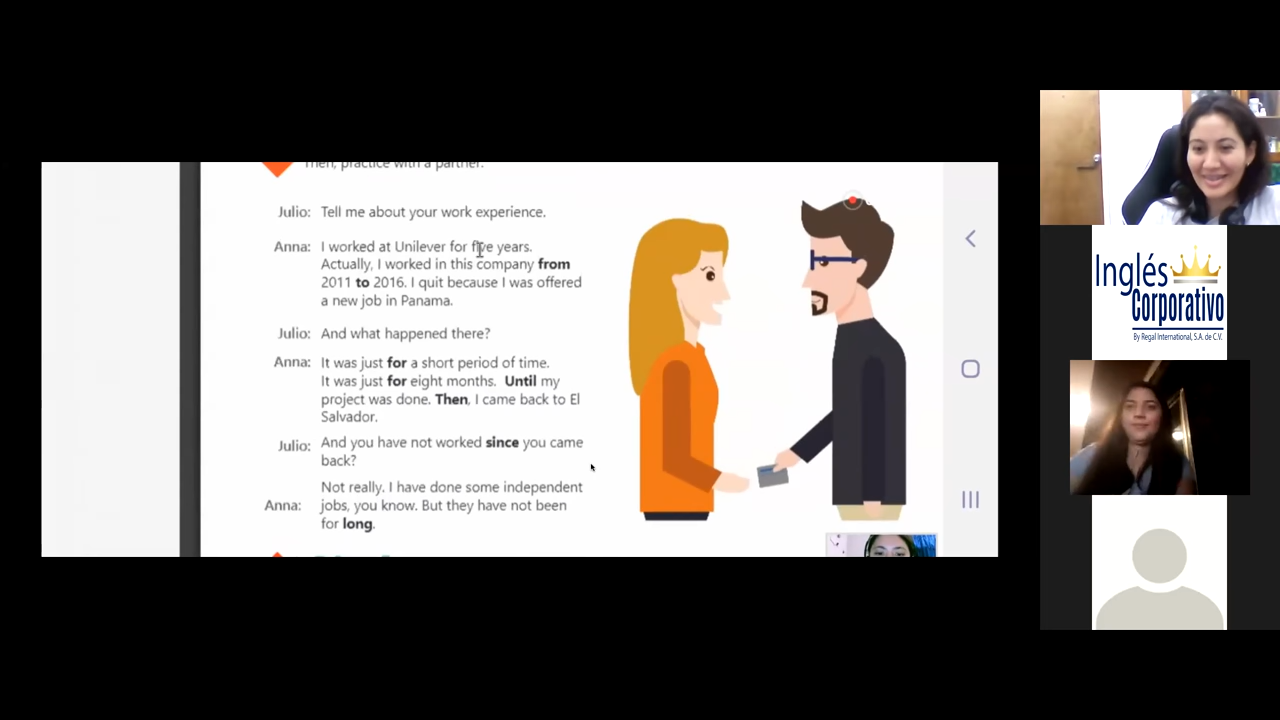 Then, practice with a partner.
Julio: Tell me about your work experience.
Anna: I worked at Unilever for five years.
Actually, I worked in this company from
2011 to 2016. I quit because I was offered
a new job in Panama.
Julio: And what happened there?
Anna: It was just for a short period of time.
It was just for eight months. Until my
project was done. Then, I came back to El
Salvador.
Julio: And you have not worked since you came
back?
Anna: Not really. I have done some independent
jobs, you know. But they have not been
for long.
Inglés
Corporativo
By Regal International, S.A. de C.V.